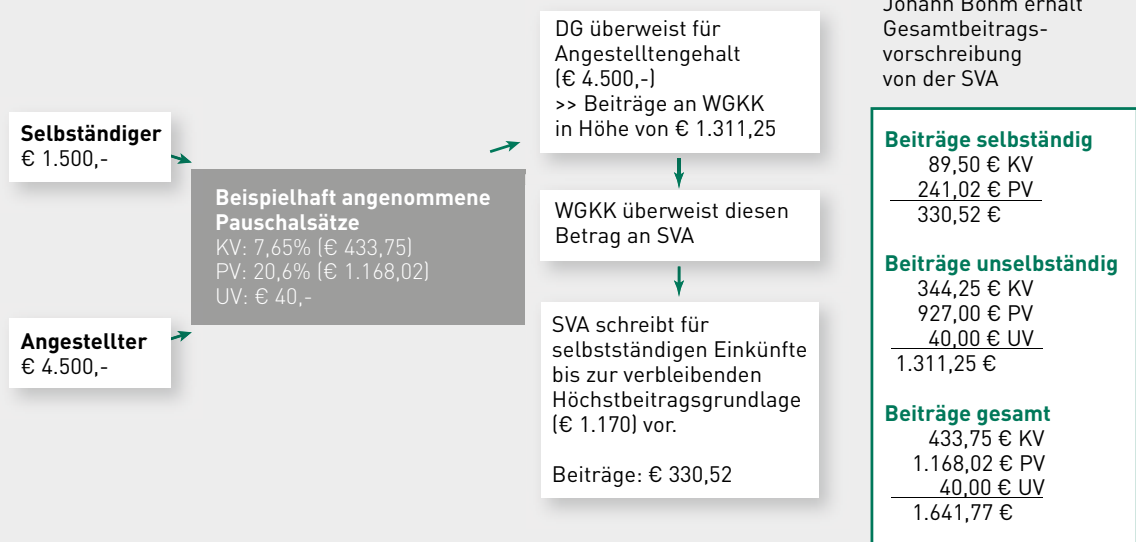 Selbständiger
€ 1.500,-
Angestellter
€ 4.500,-
Beispielhaft angenommene
Pauschalsätze
KV: 7,65% (€ 433,75)
PV: 20,6% (€ 1.168,02)
UV: € 40,-
DG überweist für
Angestelltengehalt
(€ 4.500,-)
>> Beiträge an WGKK
in Höhe von € 1.311,25
WGKK überweist diesen
Betrag an SVA
SVA schreibt für
selbstständigen Einkünfte
bis zur verbleibenden
Höchstbeitragsgrundlage
(€ 1.170) vor.
Beiträge: € 330,52
Johann Böhm erhält
Gesamtbeitrags-
vorschreibung
von der SVA
Beiträge selbständig
89,50 € KV
241,02 € PV
330,52 €
Beiträge unselbständig
344,25 € KV
927,00 € PV
40,00 € UV
1.311,25 €
Beiträge gesamt
433,75 € KV
1.168,02 € PV
40,00 € UV
1.641,77 €